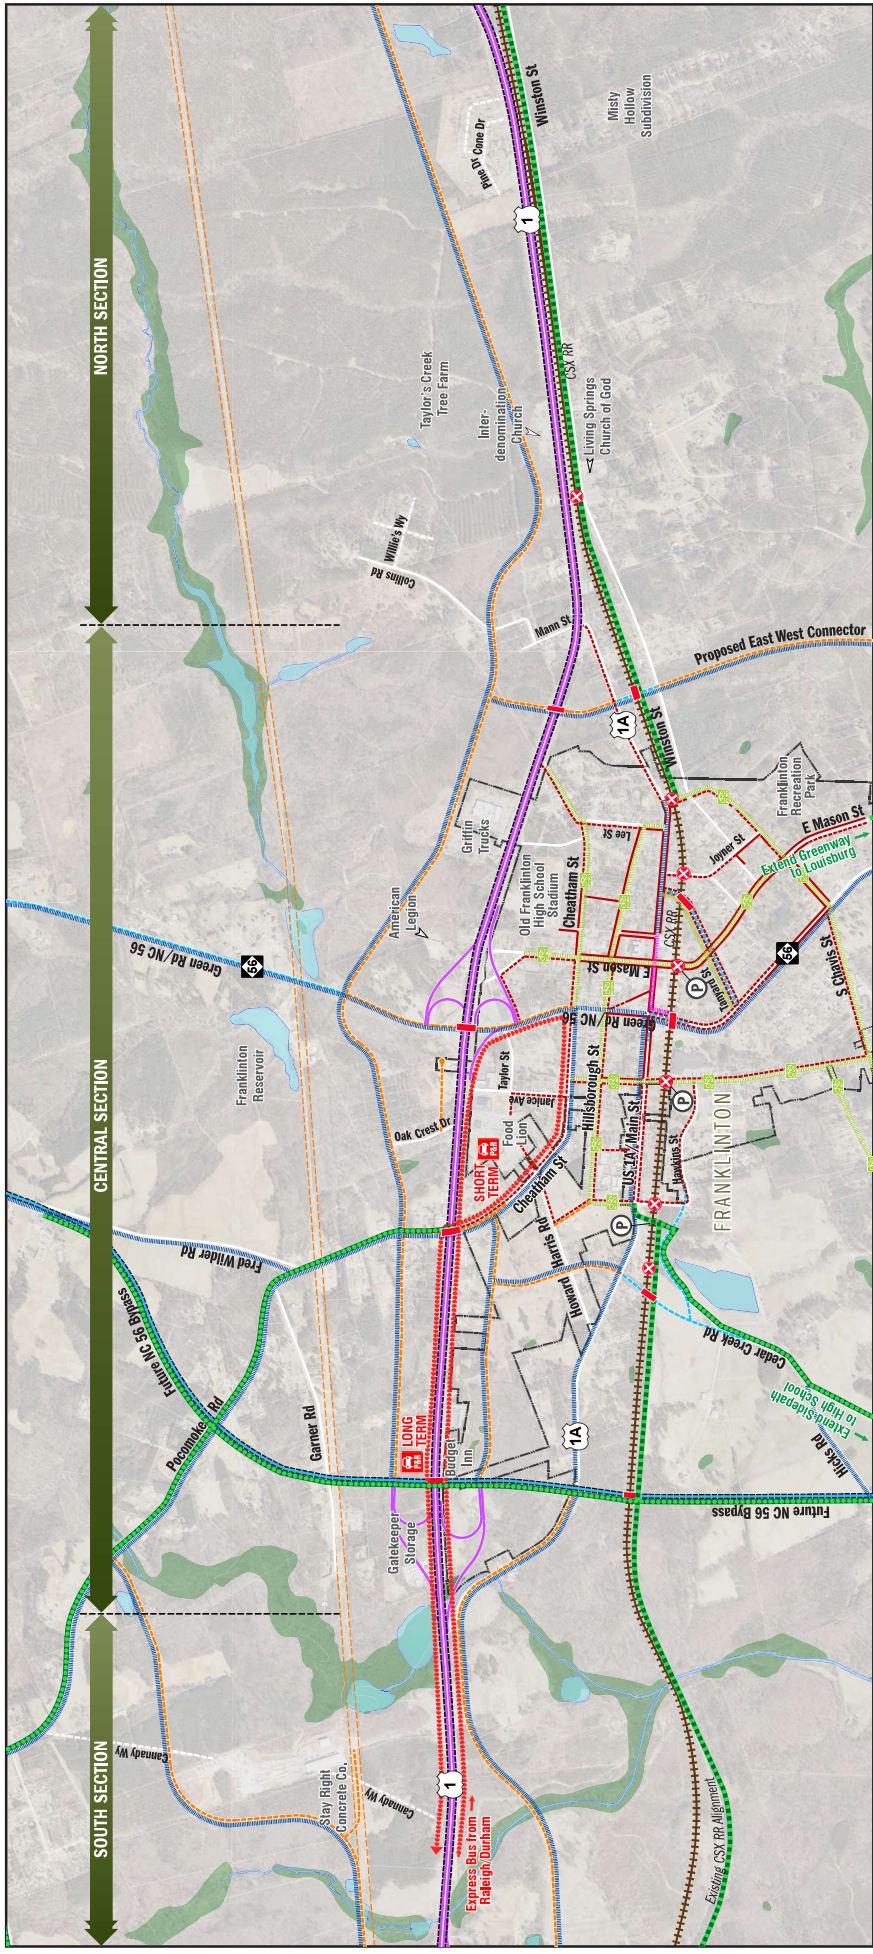 NORTH SECTION
CENTRAL SECTION
SOUTH SECTION
Winston St
Misty
Hollow
Subdivision
Pine Dr
Cone Dr
1
CSX RR
Taylor's Creek
Tree Farm
Inter-
denomination
Church
Living Springs
Church of God
Willie's Wy
Collins Rd
Mann St
Proposed East West Connector
1A
Winston St
Franklinton
Recreation
Park
Griffin
Trucks
Lee St
Joyner St
E Mason St
Extend Greenway
to Louisburg
American
Legion
Old Franklinton
High School
Stadium
Cheatham St
CSX RR
Green Rd/NC 56
56
E Mason St
Tanyard St
P
56
S Chavis St
Green Rd/NC 56
Franklinton
Reservoir
Taylor St
Janice Ave
Hillsborough St
Oak Crest Dr
Food
Lion
US 1A/ Main St
P
Hawkins St
FRANKLINTON
SHORT
TERM
P&R
Cheatham St
P
Fred Wilder Rd
Howard Harris Rd
Future NC 56 Bypass
Cedar Creek Rd
Extend Sidepath
to High School
Pocomoke Rd
Garner Rd
LONG
TERM
P&R
Budget
Inn
1A
Hicks Rd
Future NC 56 Bypass
Gatekeeper
Storage
Cannady Wy
Stay Right
Concrete Co.
Cannady Wy
1
Express Bus from
Raleigh/Durham
Existing CSX RR Alignment